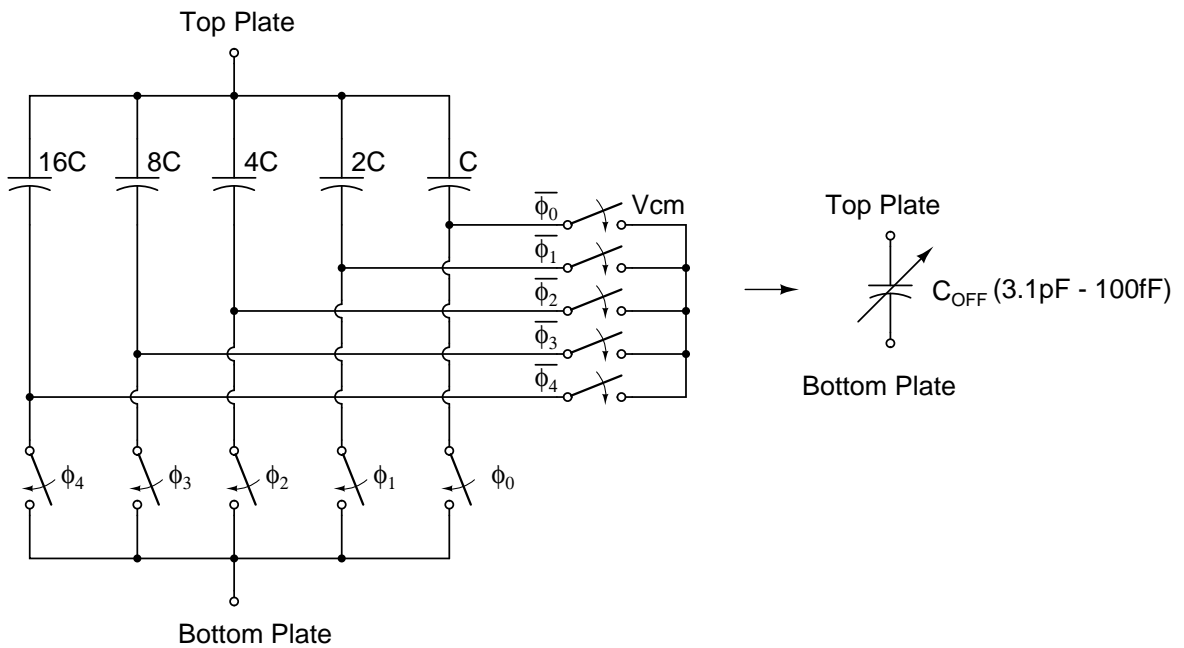 Top Plate
16C 8C 4C 2C C
ϕ̅₀ Vcm
ϕ̅₁
ϕ̅₂
ϕ̅₃
ϕ̅₄
ϕ₄ ϕ₃ ϕ₂ ϕ₁ ϕ₀
Bottom Plate
Top Plate
C_OFF (3.1pF - 100fF)
Bottom Plate